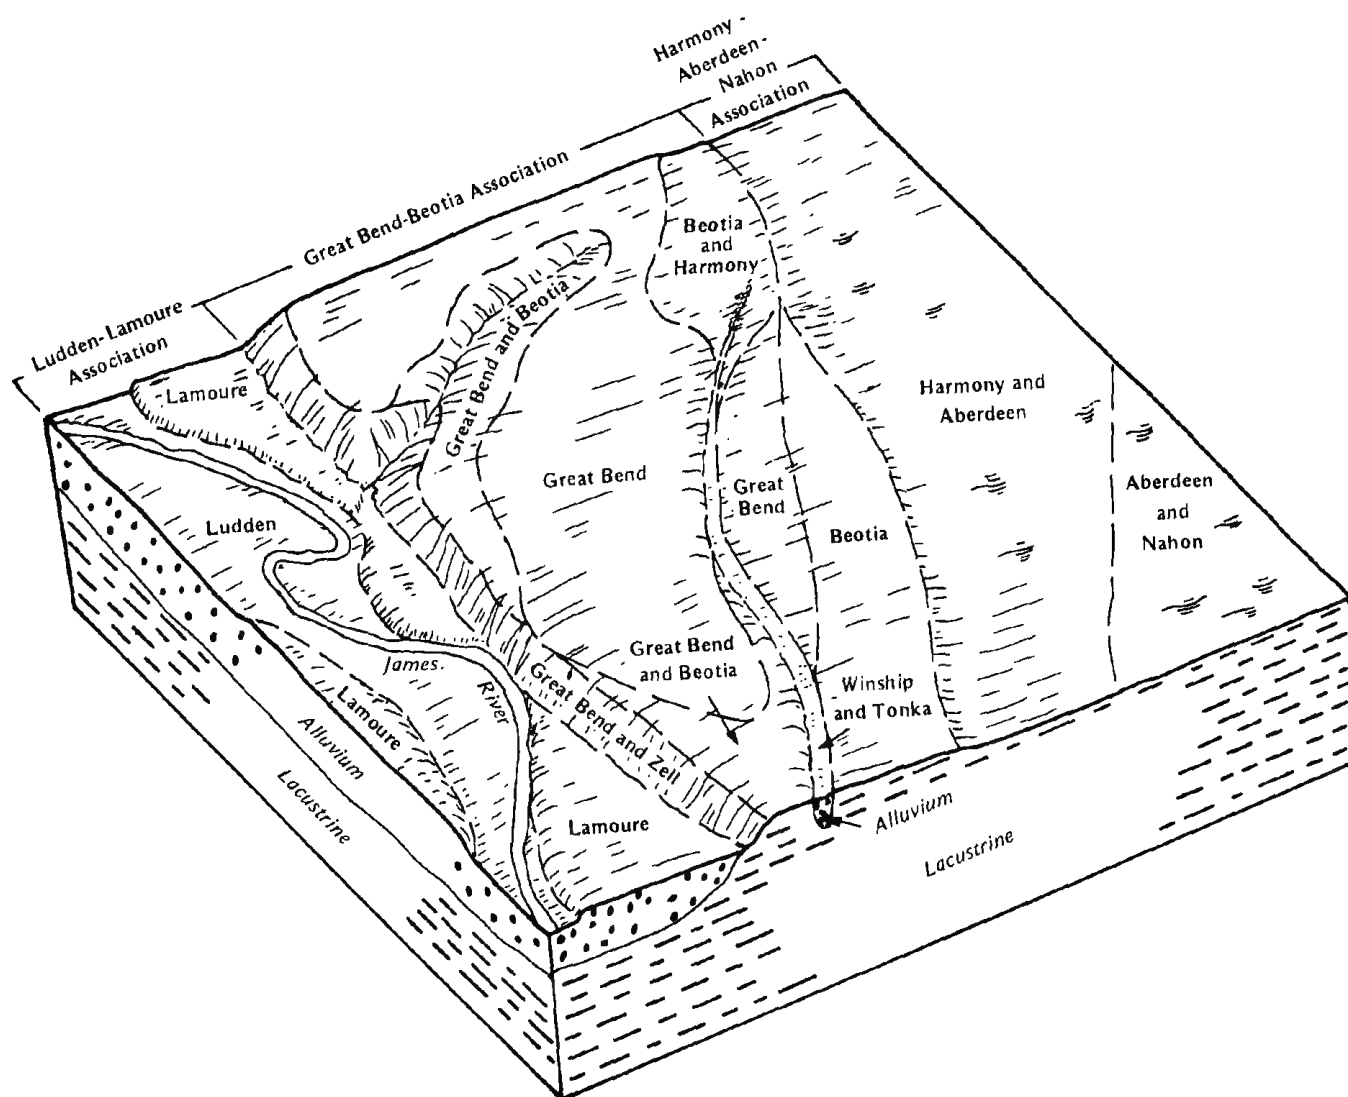 Harmony -
Aberdeen -
Nahon
Association
Great Bend-Beotia Association
Ludden-Lamoure
Association
Beotia
and
Harmony
Great Bend and Beotia
Lamoure
Harmony and
Aberdeen
Great Bend
Great
Bend
Aberdeen
and
Nahon
Ludden
Beotia
Great Bend
and Beotia
James
River
Winship
and Tonka
Great Bend and Zell
Lamoure
Alluvium
Lacustrine
Lamoure
Alluvium
Lacustrine